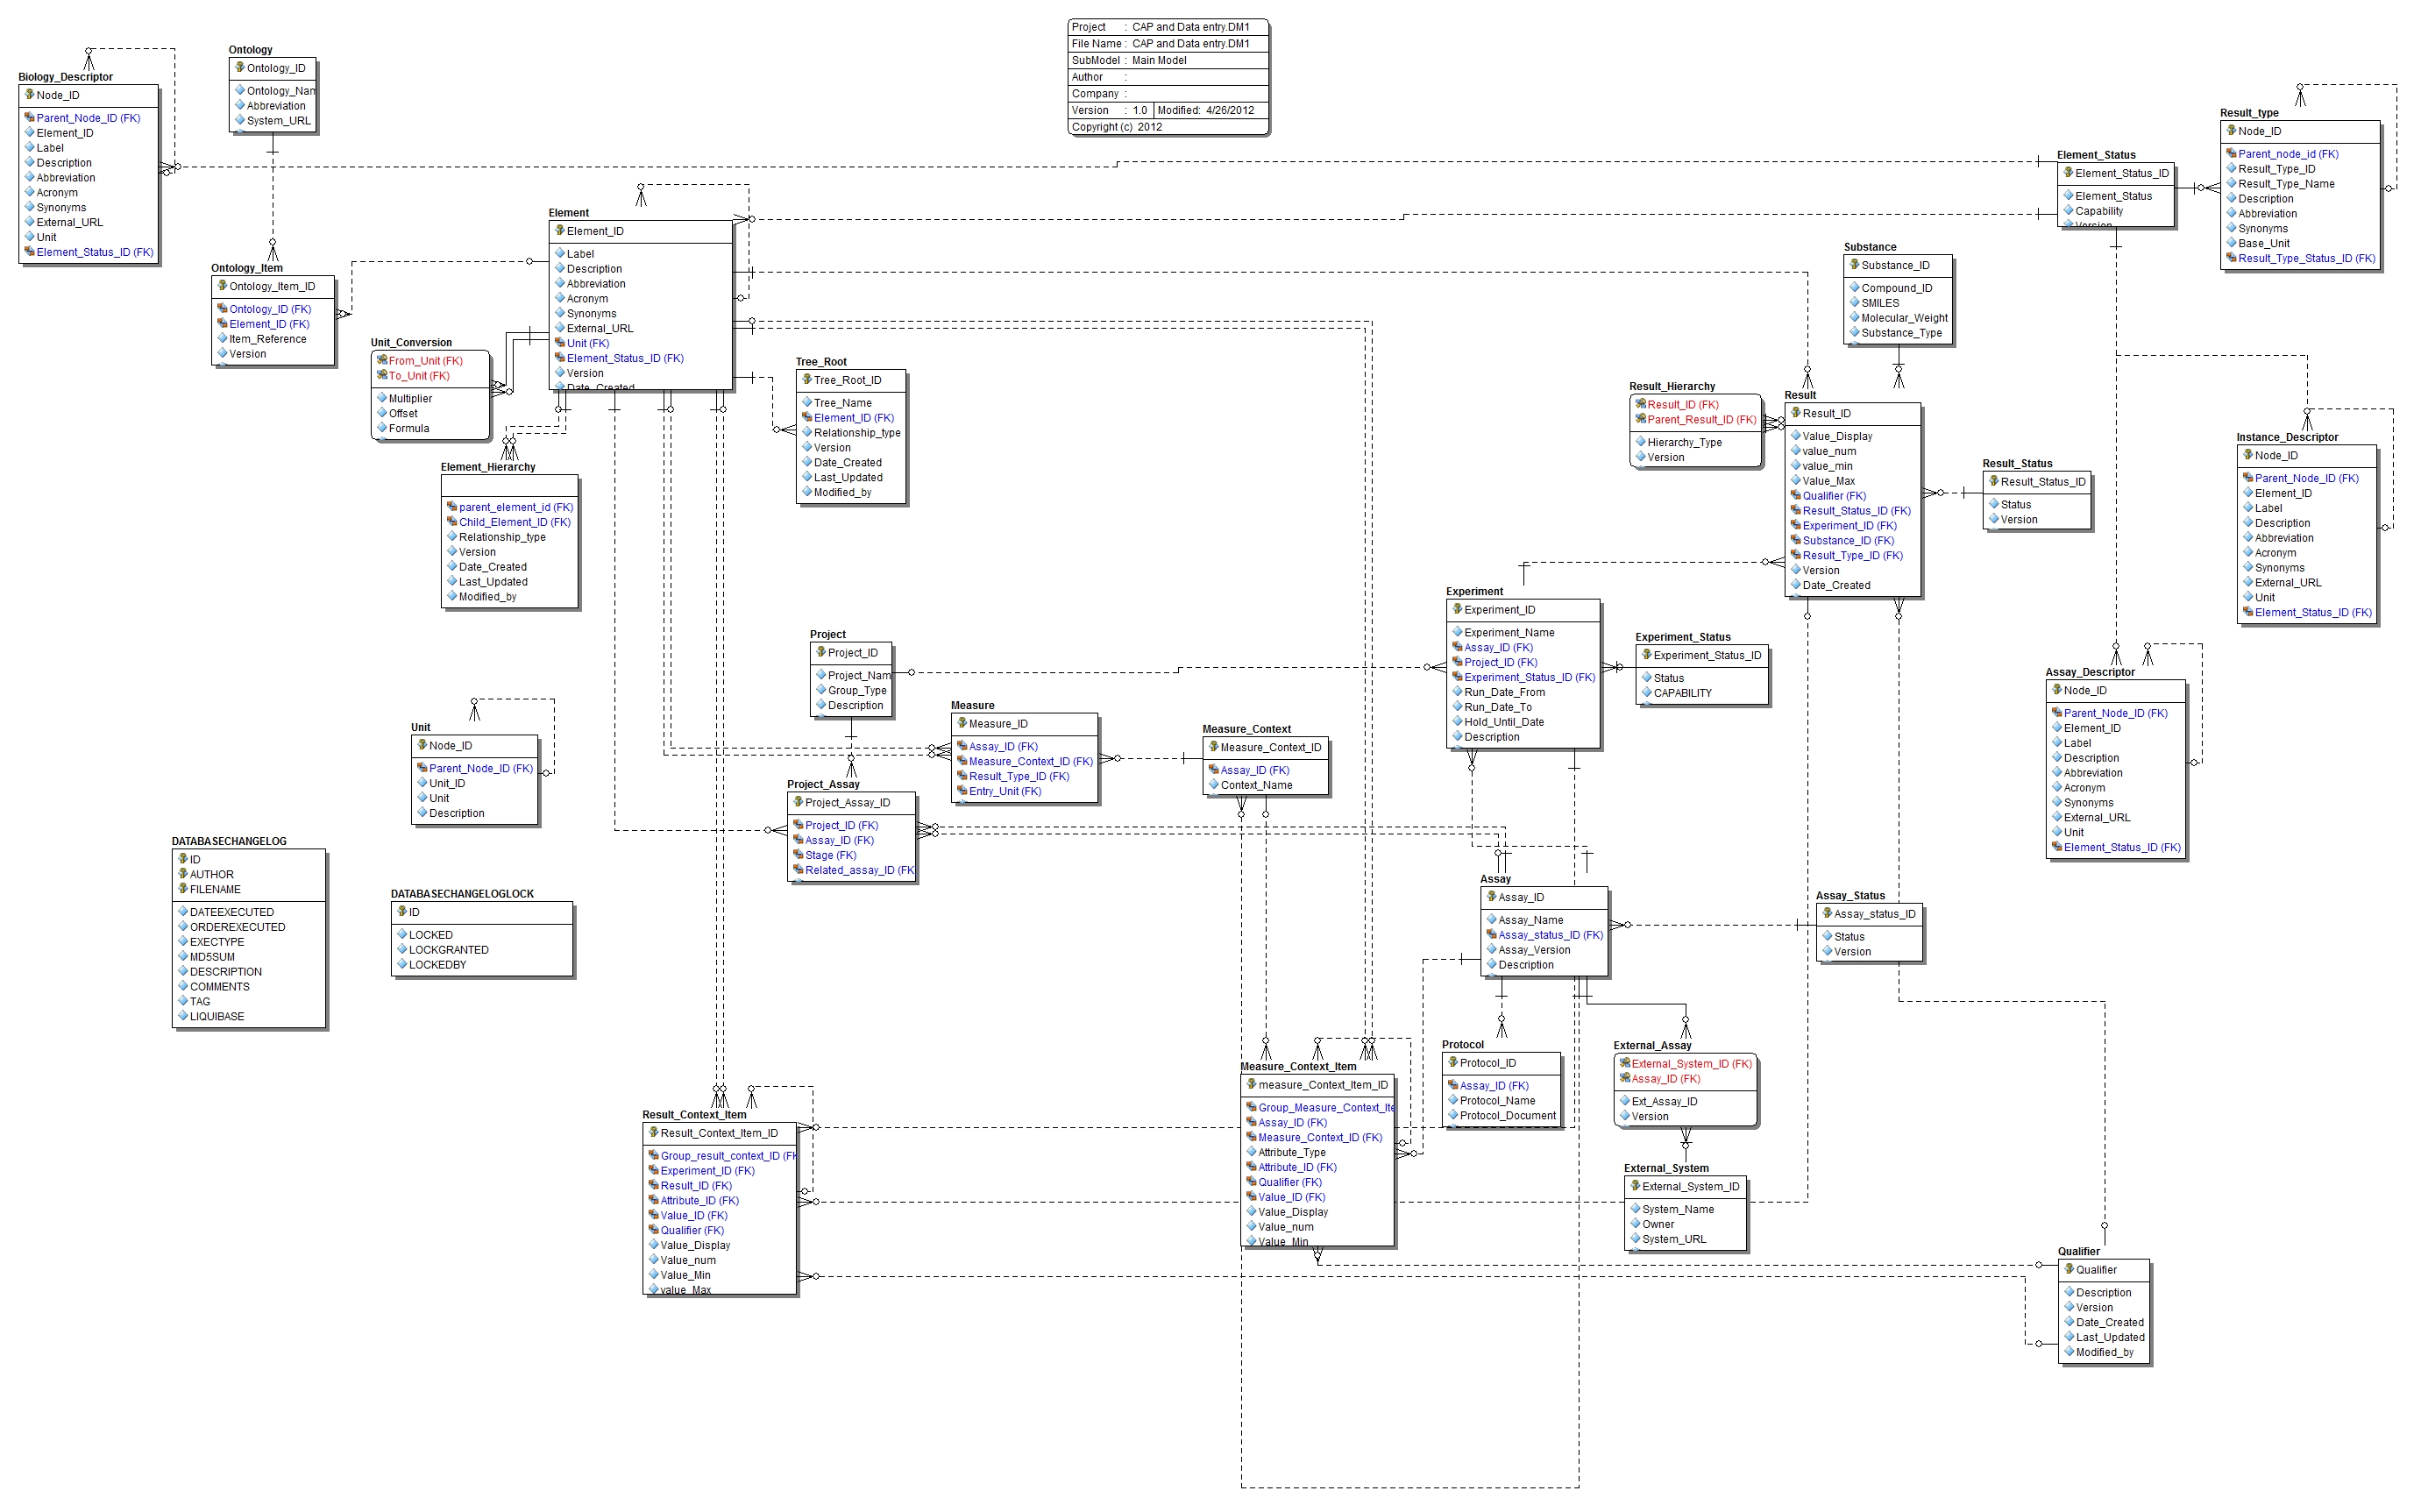 Project : CAP and Data entry.DM1
File Name : CAP and Data entry.DM1
SubModel : Main Model
Author :
Company :
Version : 1.0 Modified: 4/26/2012
Copyright (c) 2012
Biology_Descriptor
Node_ID
Parent_Node_ID (FK)
Element_ID
Label
Description
Abbreviation
Acronym
Synonyms
External_URL
Unit
Element_Status_ID (FK)
Ontology
Ontology_ID
Ontology_Nam
Abbreviation
System_URL
Ontology_Item
Ontology_Item_ID
Ontology_ID (FK)
Element_ID (FK)
Item_Reference
Version
Element
Element_ID
Label
Description
Abbreviation
Acronym
Synonyms
External_URL
Unit (FK)
Element_Status_ID (FK)
Version
Date_Created
Unit_Conversion
From_Unit (FK)
To_Unit (FK)
Multiplier
Offset
Formula
Tree_Root
Tree_Root_ID
Tree_Name
Element_ID (FK)
Relationship_type
Version
Date_Created
Last_Updated
Modified_by
Element_Hierarchy
parent_element_id (FK)
Child_Element_ID (FK)
Relationship_type
Version
Date_Created
Last_Updated
Modified_by
Element_Status
Element_Status_ID
Element_Status
Capability
Version
Result_type
Node_ID
Parent_node_id (FK)
Result_Type_ID
Result_Type_Name
Description
Abbreviation
Synonyms
Base_Unit
Result_Type_Status_ID (FK)
Substance
Substance_ID
Compound_ID
SMILES
Molecular_Weight
Substance_Type
Result_Hierarchy
Result_ID (FK)
Parent_Result_ID (FK)
Hierarchy_Type
Version
Result
Result_ID
Value_Display
value_num
value_min
Value_Max
Qualifier (FK)
Result_Status_ID (FK)
Experiment_ID (FK)
Substance_ID (FK)
Result_Type_ID (FK)
Version
Date_Created
Result_Status
Result_Status_ID
Status
Version
Instance_Descriptor
Node_ID
Parent_Node_ID (FK)
Element_ID
Label
Description
Abbreviation
Acronym
Synonyms
External_URL
Unit
Element_Status_ID (FK)
Experiment
Experiment_ID
Experiment_Name
Assay_ID (FK)
Project_ID (FK)
Experiment_Status_ID (FK)
Run_Date_From
Run_Date_To
Hold_Until_Date
Description
Experiment_Status
Experiment_Status_ID
Status
CAPABILITY
Project
Project_ID
Project_Nam
Group_Type
Description
Measure
Measure_ID
Assay_ID (FK)
Measure_Context_ID (FK)
Result_Type_ID (FK)
Entry_Unit (FK)
Measure_Context
Measure_Context_ID
Assay_ID (FK)
Context_Name
Assay_Descriptor
Node_ID
Parent_Node_ID (FK)
Element_ID
Label
Description
Abbreviation
Acronym
Synonyms
External_URL
Unit
Element_Status_ID (FK)
Unit
Node_ID
Parent_Node_ID (FK)
Unit_ID
Unit
Description
Project_Assay
Project_Assay_ID
Project_ID (FK)
Assay_ID (FK)
Stage (FK)
Related_assay_ID (FK
DATABASECHANGELOG
ID
AUTHOR
FILENAME
DATEEXECUTED
ORDEREXECUTED
EXECTYPE
MD5SUM
DESCRIPTION
COMMENTS
TAG
LIQUIBASE
DATABASECHANGELOGLOCK
ID
LOCKED
LOCKGRANTED
LOCKEDBY
Assay
Assay_ID
Assay_Name
Assay_status_ID (FK)
Assay_Version
Description
Assay_Status
Assay_status_ID
Status
Version
Protocol
Protocol_ID
Assay_ID (FK)
Protocol_Name
Protocol_Document
External_Assay
External_System_ID (FK)
Assay_ID (FK)
Ext_Assay_ID
Version
Measure_Context_Item
measure_Context_Item_ID
Group_Measure_Context_Ite
Assay_ID (FK)
Measure_Context_ID (FK)
Attribute_Type
Attribute_ID (FK)
Qualifier (FK)
Value_ID (FK)
Value_Display
Value_num
Value_Min
Result_Context_Item
Result_Context_Item_ID
Group_result_context_ID (FK
Experiment_ID (FK)
Result_ID (FK)
Attribute_ID (FK)
Value_ID (FK)
Qualifier (FK)
Value_Display
Value_num
Value_Min
value_Max
External_System
External_System_ID
System_Name
Owner
System_URL
Qualifier
Qualifier
Description
Version
Date_Created
Last_Updated
Modified_by